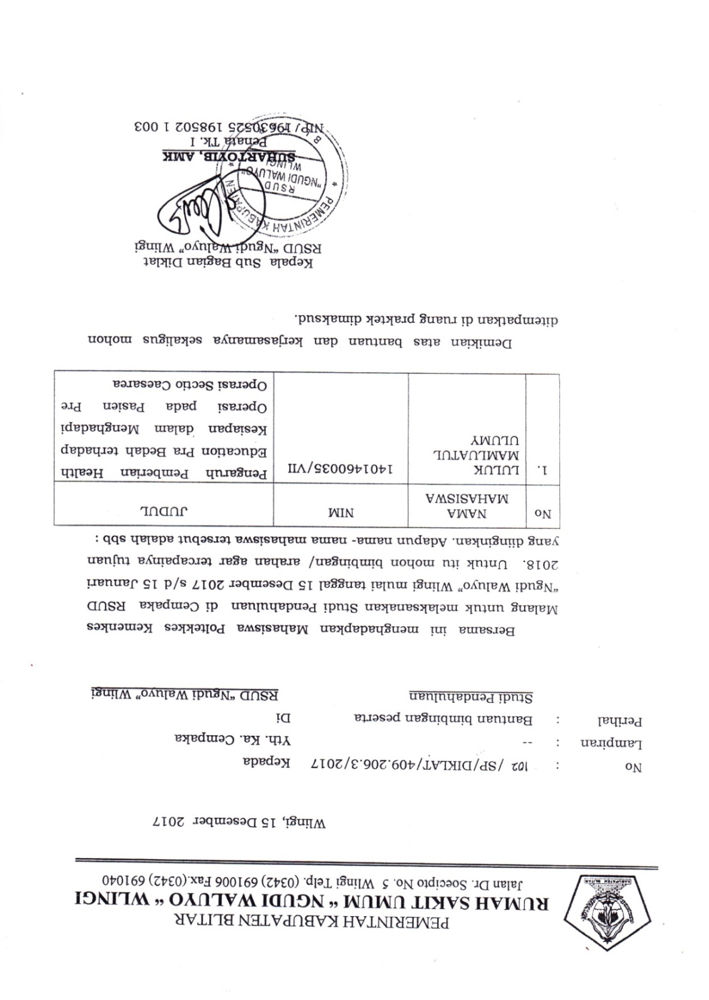 PEMERINTAH KABUPATEN BLITAR
RUMAH SAKIT UMUM “ NGUDI WALUYO “ WLINGI
Jalan Dr. Soecipto No. 5 Wlingi Telp. (0342) 691006 Fax.(0342) 691040
KABUPATEN BLITAR
Wlingi, 15 Desember 2017
No : 102 /SP/DIKLAT/409.206.3/2017 Kepada
Lampiran : -- Yth. Ka. Cempaka
Perihal : Bantuan bimbingan peserta Di
Studi Pendahuluan RSUD “Ngudi Waluyo” Wlingi
Bersama ini menghadapkan Mahasiswa Poltekkes Kemenkes
Malang untuk melaksanakan Studi Pendahuluan di Cempaka RSUD
“Ngudi Waluyo” Wlingi mulai tanggal 15 Desember 2017 s/d 15 Januari
2018. Untuk itu mohon bimbingan/ arahan agar tercapainya tujuan
yang diinginkan. Adapun nama- nama mahasiswa tersebut adalah sbb :
No NAMA MAHASISWA NIM JUDUL
1. LULUK MAMLUATUL ULUMY 1401460035/VII Pengaruh Pemberian Health
Education Pra Bedah terhadap
Kesiapan dalam Menghadapi
Operasi pada Pasien Pre
Operasi Sectio Caesarea
Demikian atas bantuan dan kerjasamanya sekaligus mohon
ditempatkan di ruang praktek dimaksud.
Kepala Sub Bagian Diklat
RSUD “Ngudi Waluyo” Wlingi
PEMERINTAH KABUPATEN
RSUD
“NGUDI WALUYO”
WLINGI
SUHARTOYIB, AMK
Penata Tk. I
NIP/ 19630525 198502 1 003